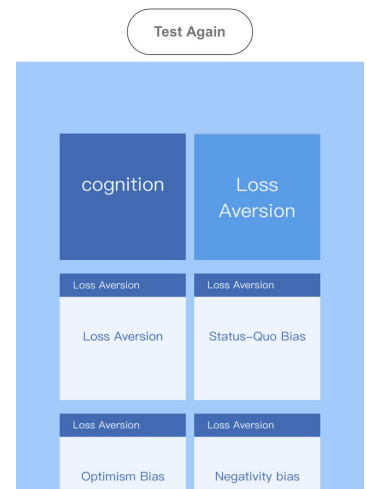 Test Again
cognition
Loss
Aversion
Loss Aversion
Loss Aversion
Loss Aversion
Status-Quo Bias
Loss Aversion
Loss Aversion
Optimism Bias
Negativity bias